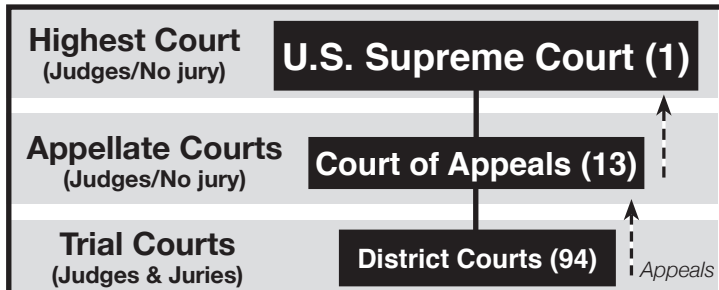 Highest Court
(Judges/No jury)
U.S. Supreme Court (1)
Appellate Courts
(Judges/No jury)
Court of Appeals (13)
Trial Courts
(Judges & Juries)
District Courts (94)
Appeals